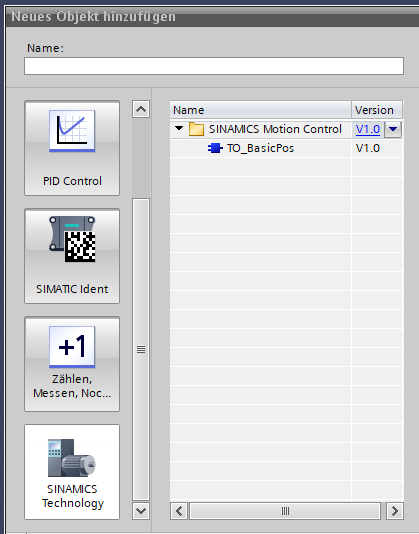 Neues Objekt hinzufügen
Name:
PID Control
SIMATIC Ident
+1
Zählen,
Messen, Noc...
SINAMICS
Technology
Name Version
SINAMICS Motion Control V1.0
TO_BasicPos V1.0